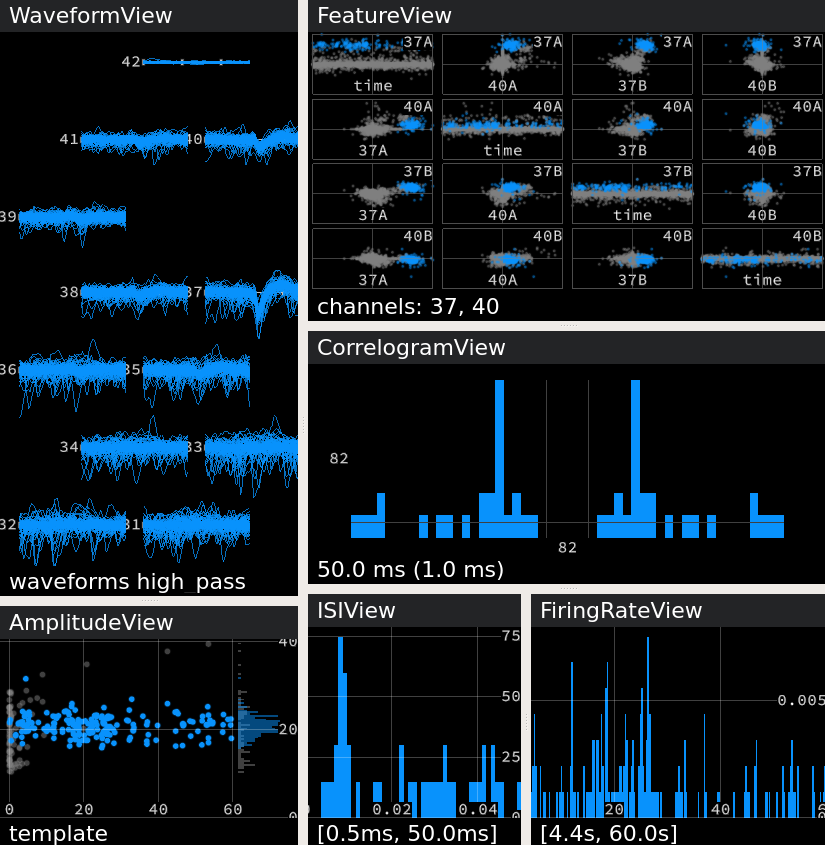 WaveformView
42
41 40
39
38 37
36 35
34 33
32 31
waveforms high_pass
FeatureView
37A 37A 37A 37A
time 40A 37B 40B
40A 40A 40A 40A
37A time 37B 40B
37B 37B 37B 37B
37A 40A time 40B
40B 40B 40B 40B
37A 40A 37B time
channels: 37, 40
CorrelogramView
82
82
50.0 ms (1.0 ms)
AmplitudeView
40
20
0 20 40 60 0
template
ISIView
75
50
25
0 0.02 0.04 0
[0.5ms, 50.0ms]
FiringRateView
0.005
20 40
[4.4s, 60.0s]